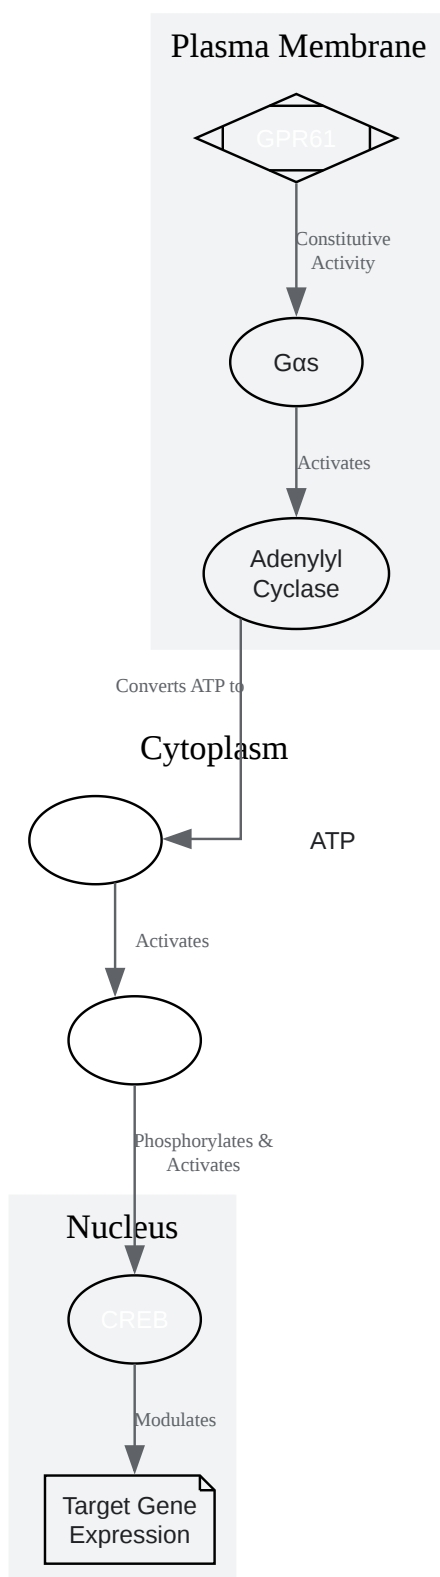 Plasma Membrane
GPR61
Constitutive
Activity
Gαs
Activates
Adenylyl
Cyclase
Converts ATP to
Cytoplasm
ATP
Activates
Phosphorylates &
Activates
Nucleus
CREB
Modulates
Target Gene
Expression